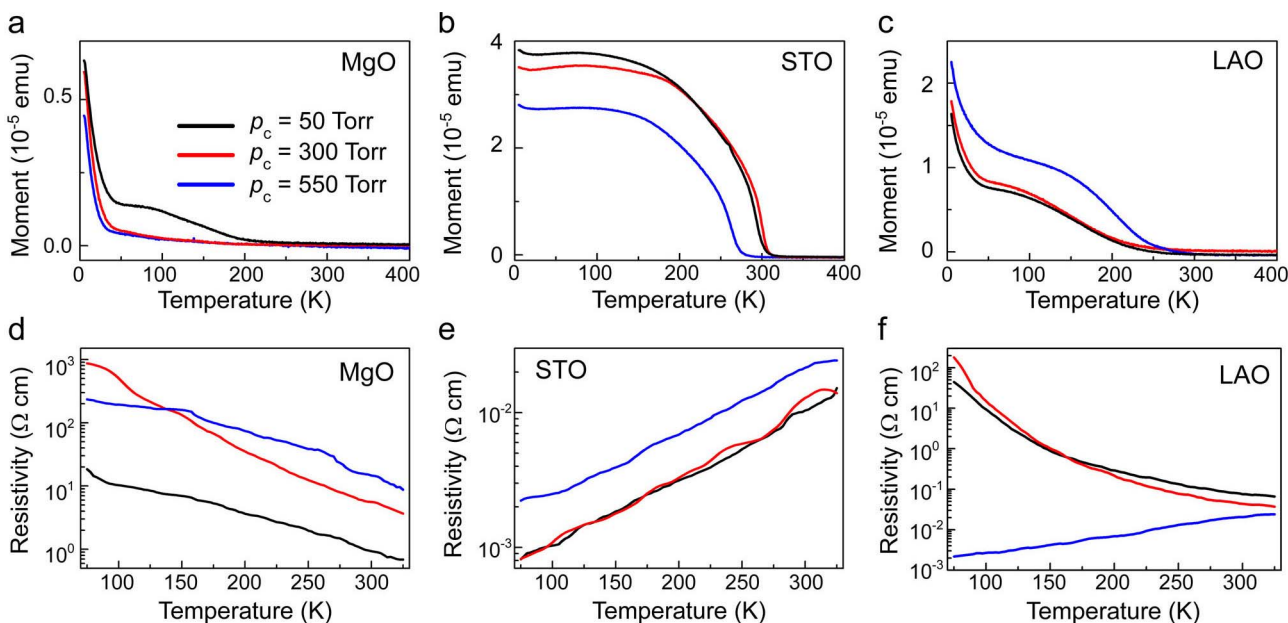 a
MgO
Moment (10⁻⁵ emu)
0.5
0.0
p_c = 50 Torr
p_c = 300 Torr
p_c = 550 Torr
0 100 200 300 400
Temperature (K)
b
STO
Moment (10⁻⁵ emu)
4
2
0
0 100 200 300 400
Temperature (K)
c
LAO
Moment (10⁻⁵ emu)
2
1
0
0 100 200 300 400
Temperature (K)
d
MgO
Resistivity (Ω cm)
10³
10²
10¹
10⁰
100 150 200 250 300
Temperature (K)
e
STO
Resistivity (Ω cm)
10⁻²
10⁻³
100 150 200 250 300
Temperature (K)
f
LAO
Resistivity (Ω cm)
10²
10¹
10⁰
10⁻¹
10⁻²
10⁻³
100 150 200 250 300
Temperature (K)